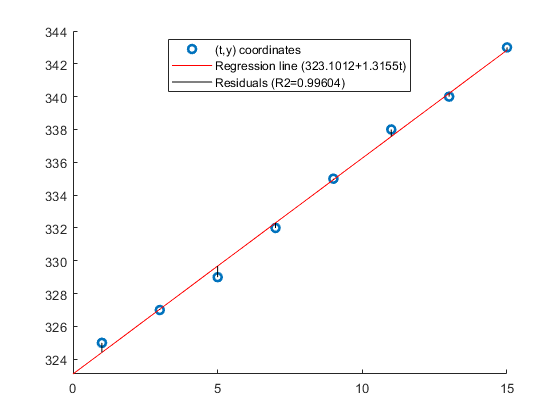 344
342
340
338
336
334
332
330
328
326
324
(t,y) coordinates
Regression line (323.1012+1.3155t)
Residuals (R2=0.99604)
0 5 10 15